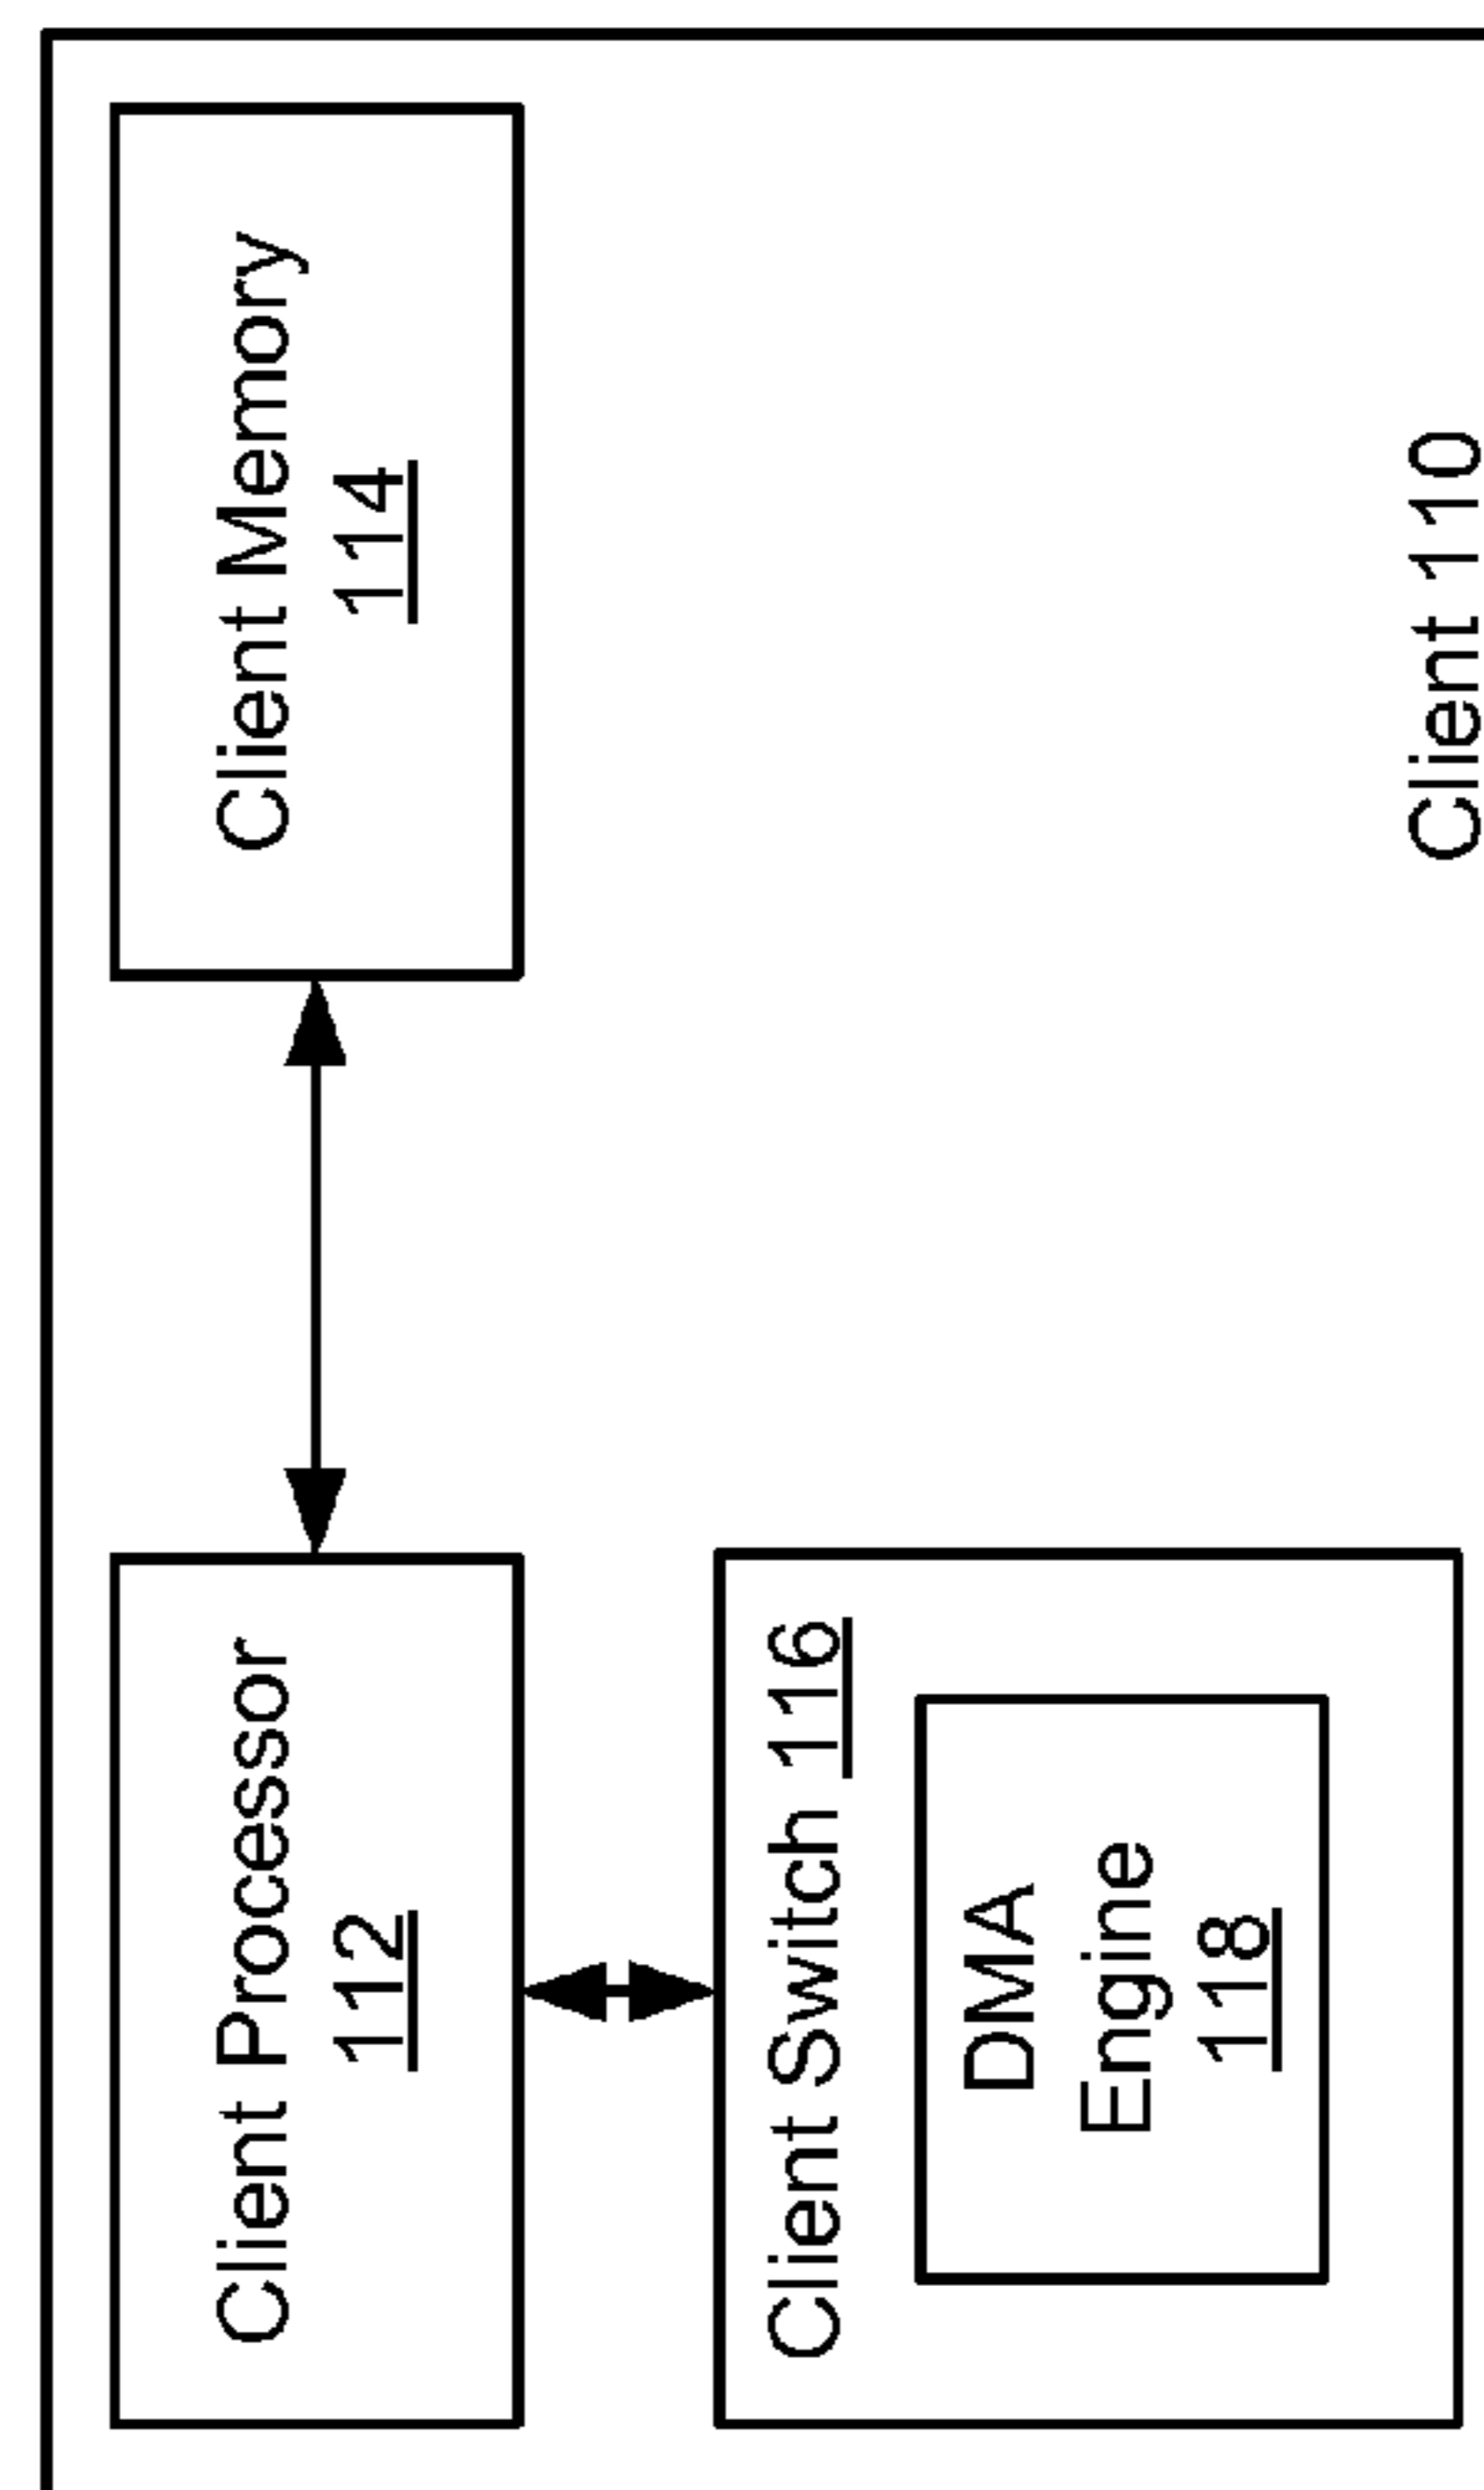 Client Processor
112
Client Memory
114
Client Switch 116
DMA
Engine
118
Client 110